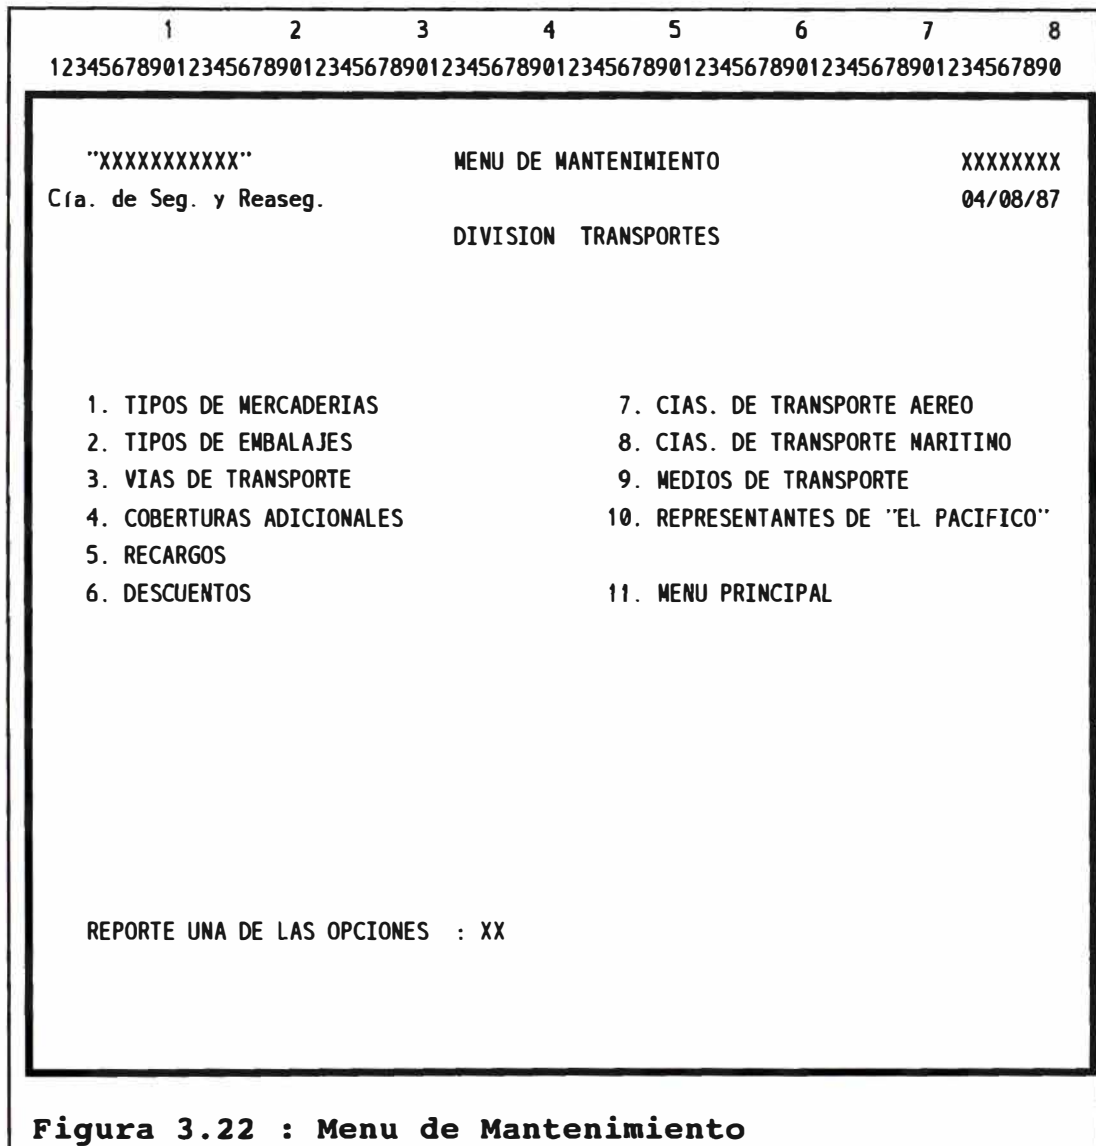 1 2 3 4 5 6 7 8
12345678901234567890123456789012345678901234567890123456789012345678901234567890
"XXXXXXXXXXX" MENU DE MANTENIMIENTO XXXXXXXX
Cía. de Seg. y Reaseg. 04/08/87
DIVISION TRANSPORTES
1. TIPOS DE MERCADERIAS 7. CIAS. DE TRANSPORTE AEREO
2. TIPOS DE EMBALAJES 8. CIAS. DE TRANSPORTE MARITIMO
3. VIAS DE TRANSPORTE 9. MEDIOS DE TRANSPORTE
4. COBERTURAS ADICIONALES 10. REPRESENTANTES DE "EL PACIFICO"
5. RECARGOS
6. DESCUENTOS 11. MENU PRINCIPAL
REPORTE UNA DE LAS OPCIONES : XX
Figura 3.22 : Menu de Mantenimiento